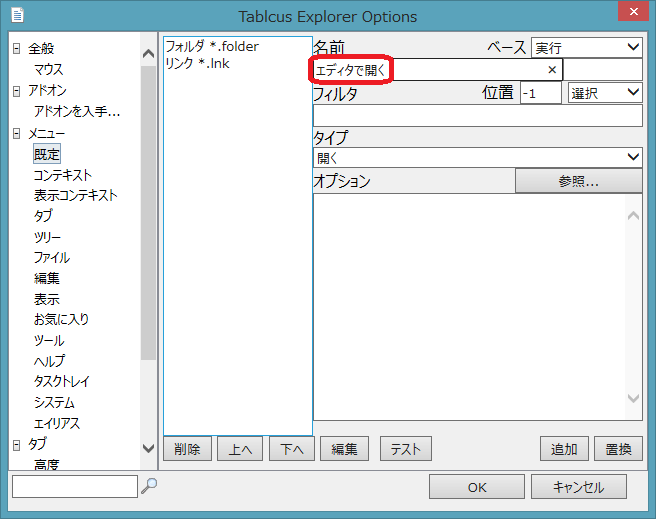 Tablcus Explorer Options
全般
マウス
アドオン
アドオンを入手...
メニュー
既定
コンテキスト
表示コンテキスト
タブ
ツリー
ファイル
編集
表示
お気に入り
ツール
ヘルプ
タスクトレイ
システム
エイリアス
タブ
高度
フォルダ *.folder
リンク *.lnk
名前 ベース 実行
エディタで開く
フィルタ 位置 -1 選択
タイプ
開く
オプション 参照...
削除 上へ 下へ 編集 テスト 追加 置換
OK キャンセル